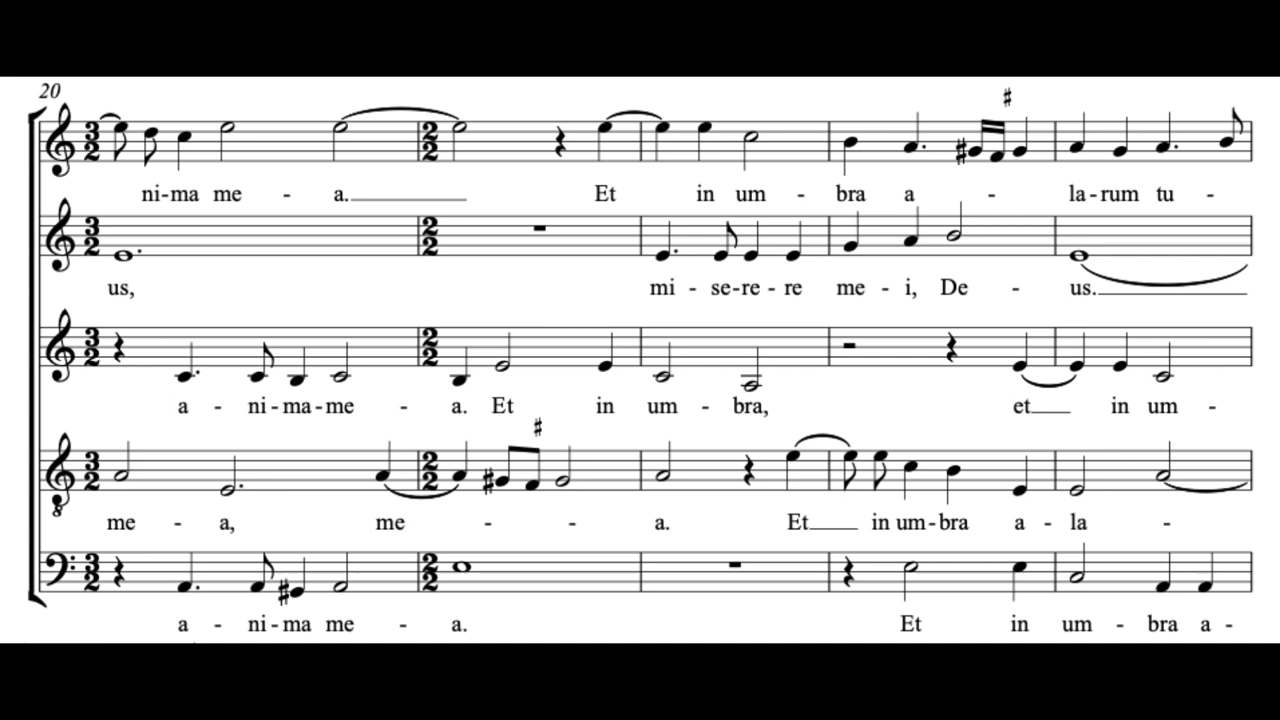 20
ni-ma me - a. Et in um - bra a - la-rum tu -
us, mi - se-re-re me - i, De - us.
a - ni-ma-me - a. Et in um - bra, et in um -
me - a, me - - a. Et in um-bra a - la -
a - ni-ma me - a. Et in um - bra a -